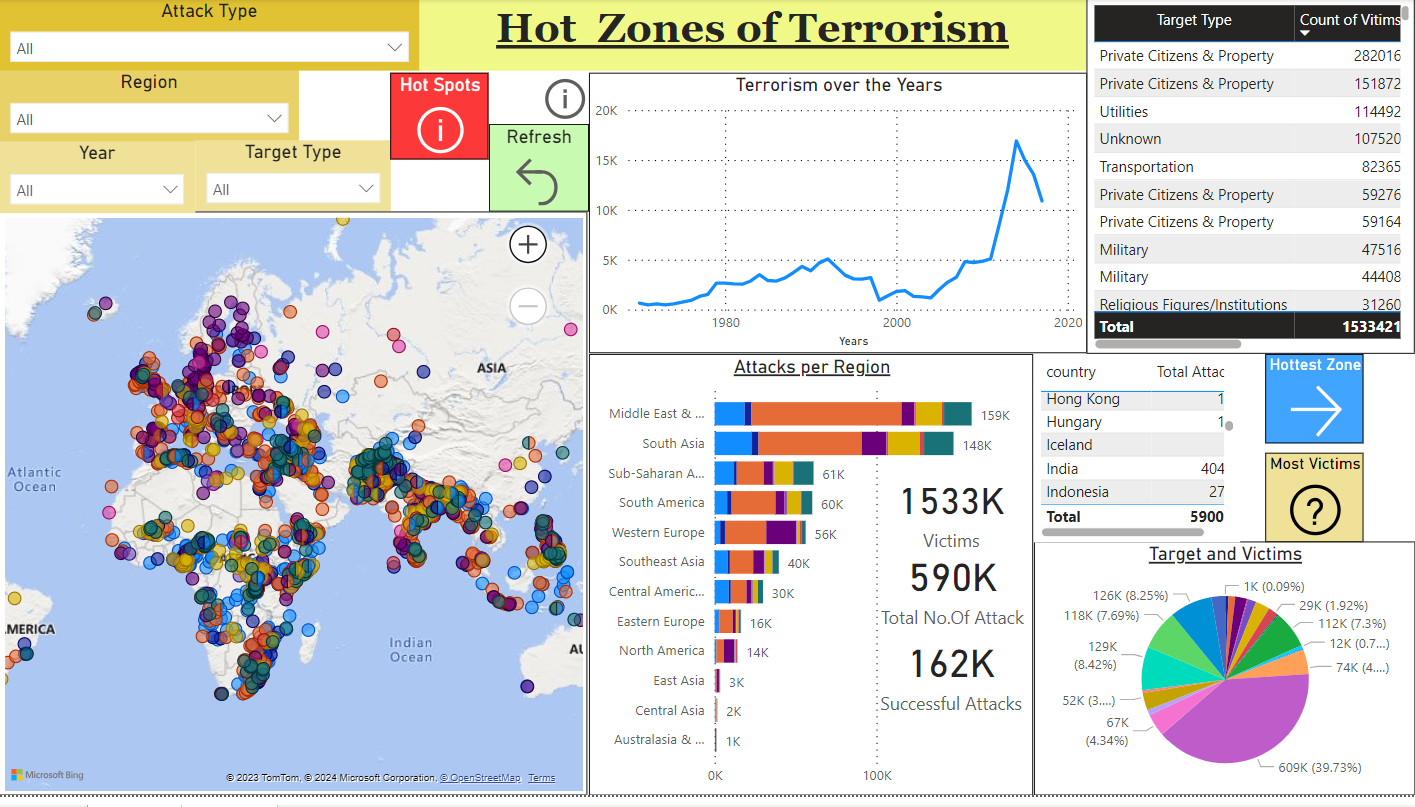 Attack Type
All
Hot Zones of Terrorism
Region
All
Hot Spots
Refresh
Year
All
Target Type
All
Terrorism over the Years
20K
15K
10K
5K
0K
1980
2000
2020
Years
Target Type Count of Vitims
Private Citizens & Property 282016
Private Citizens & Property 151872
Utilities 114492
Unknown 107520
Transportation 82365
Private Citizens & Property 59276
Private Citizens & Property 59164
Military 47516
Military 44408
Religious Figures/Institutions 31260
Total 1533421
ASIA
Atlantic
Ocean
AMERICA
Indian
Ocean
AU
Microsoft Bing
© 2023 TomTom, © 2024 Microsoft Corporation, © OpenStreetMap Terms
Attacks per Region
Middle East & ... 159K
South Asia 148K
Sub-Saharan A... 61K
South America 60K
Western Europe 56K
Southeast Asia 40K
Central Americ... 30K
Eastern Europe 16K
North America 14K
East Asia 3K
Central Asia 2K
Australasia & ... 1K
0K
100K
1533K
Victims
590K
Total No.Of Attack
162K
Successful Attacks
country Total Attac
Hong Kong 1
Hungary 1
Iceland
India 404
Indonesia 27
Total 5900
Hottest Zone
Most Victims
?
Target and Victims
1K (0.09%)
29K (1.92%)
112K (7.3%)
12K (0.7...)
74K (4....)
609K (39.73%)
67K
(4.34%)
52K (3....)
129K
(8.42%)
118K (7.69%)
126K (8.25%)